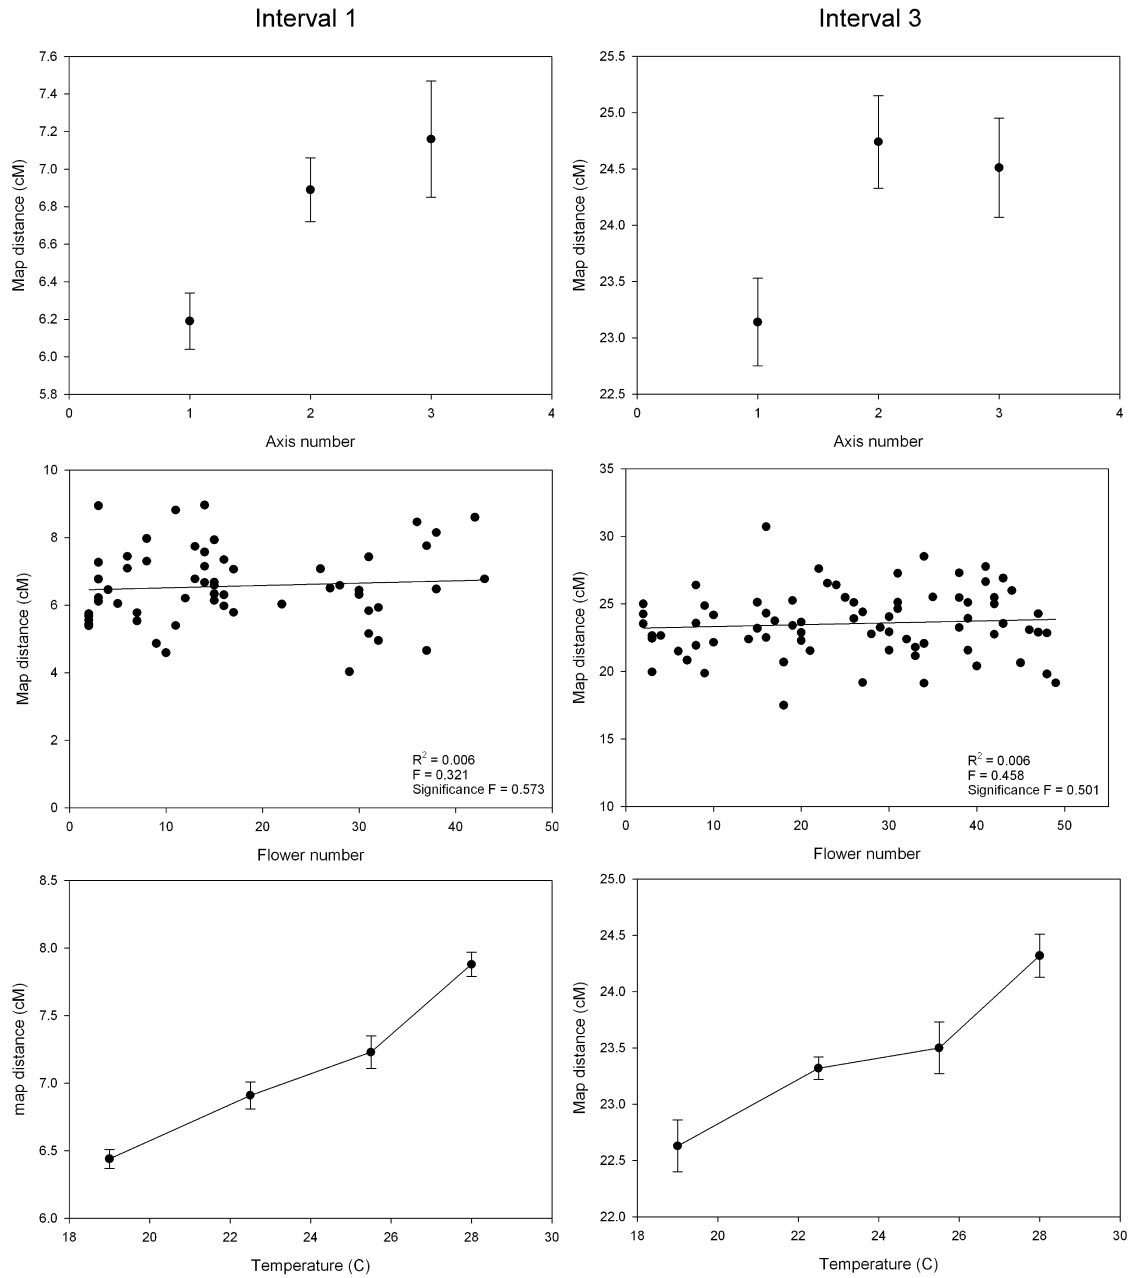 Interval 1
Interval 3
7.6
7.4
7.2
7.0
6.8
6.6
6.4
6.2
6.0
5.8
Map distance (cM)
0 1 2 3 4
Axis number
25.5
25.0
24.5
24.0
23.5
23.0
22.5
Map distance (cM)
0 1 2 3 4
Axis number
10
8
6
4
2
0
Map distance (cM)
R2 = 0.006
F = 0.321
Significance F = 0.573
0 10 20 30 40 50
Flower number
35
30
25
20
15
10
Map distance (cM)
R2 = 0.006
F = 0.458
Significance F = 0.501
0 10 20 30 40 50
Flower number
8.5
8.0
7.5
7.0
6.5
6.0
map distance (cM)
18 20 22 24 26 28 30
Temperature (C)
25.0
24.5
24.0
23.5
23.0
22.5
22.0
Map distance (cM)
18 20 22 24 26 28 30
Temperature (C)